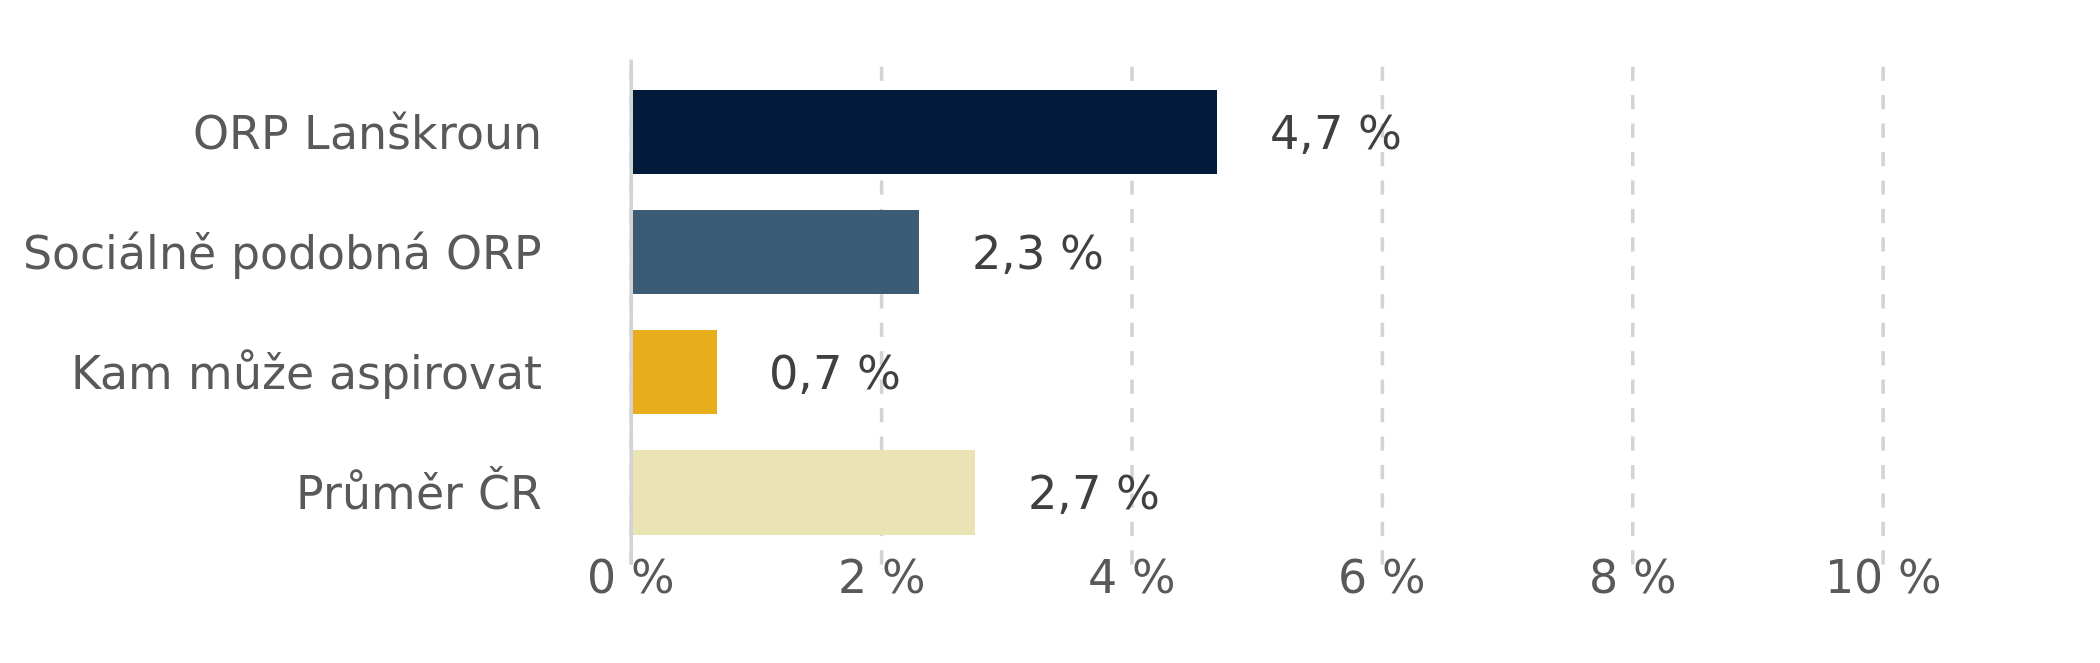 ORP Lanškroun 4,7 %
Sociálně podobná ORP 2,3 %
Kam může aspirovat 0,7 %
Průměr ČR 2,7 %
0 % 2 % 4 % 6 % 8 % 10 %